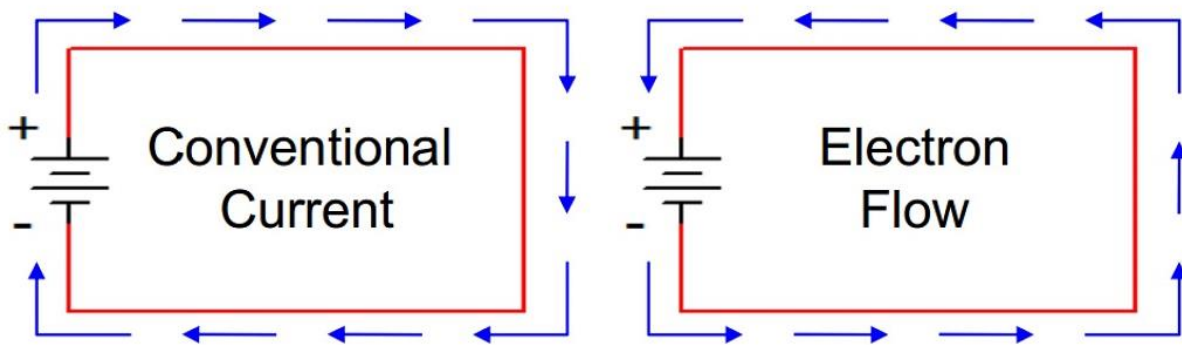 +
Conventional
Current
-
+
Electron
Flow
-